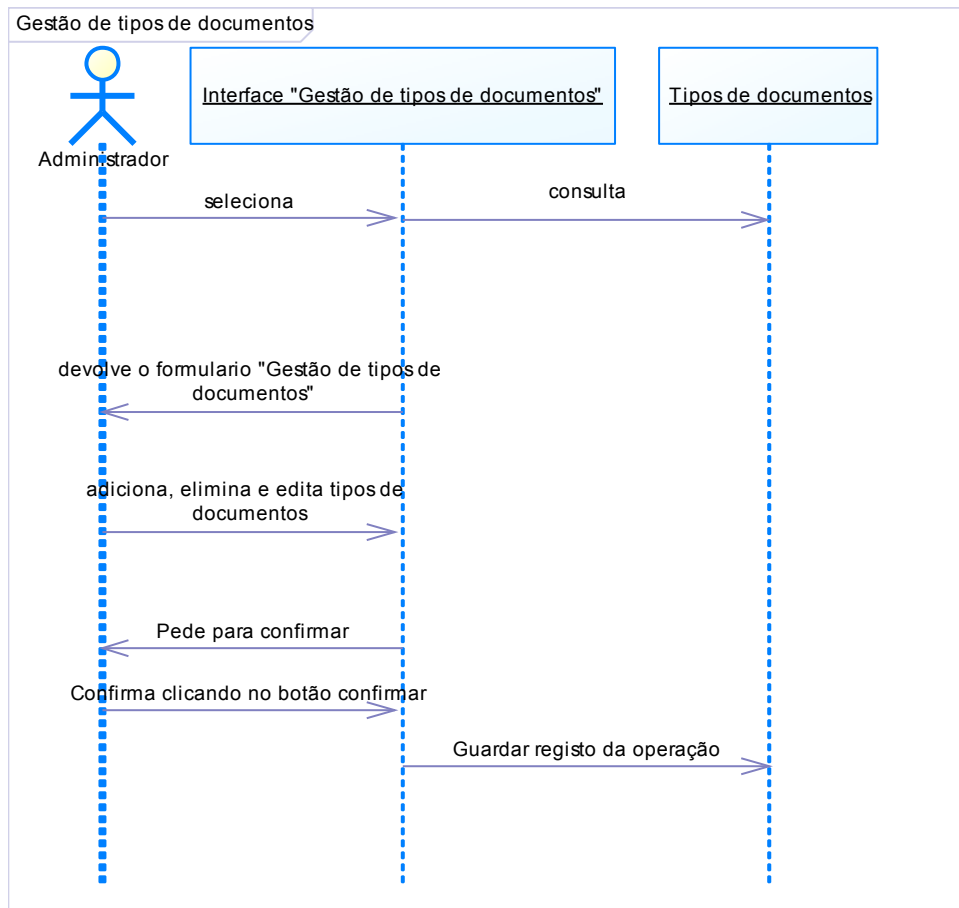 Gestão de tipos de documentos
Interface "Gestão de tipos de documentos"
Tipos de documentos
Administrador
seleciona
consulta
devolve o formulario "Gestão de tipos de
documentos"
adiciona, elimina e edita tipos de
documentos
Pede para confirmar
Confirma clicando no botão confirmar
Guardar registo da operação